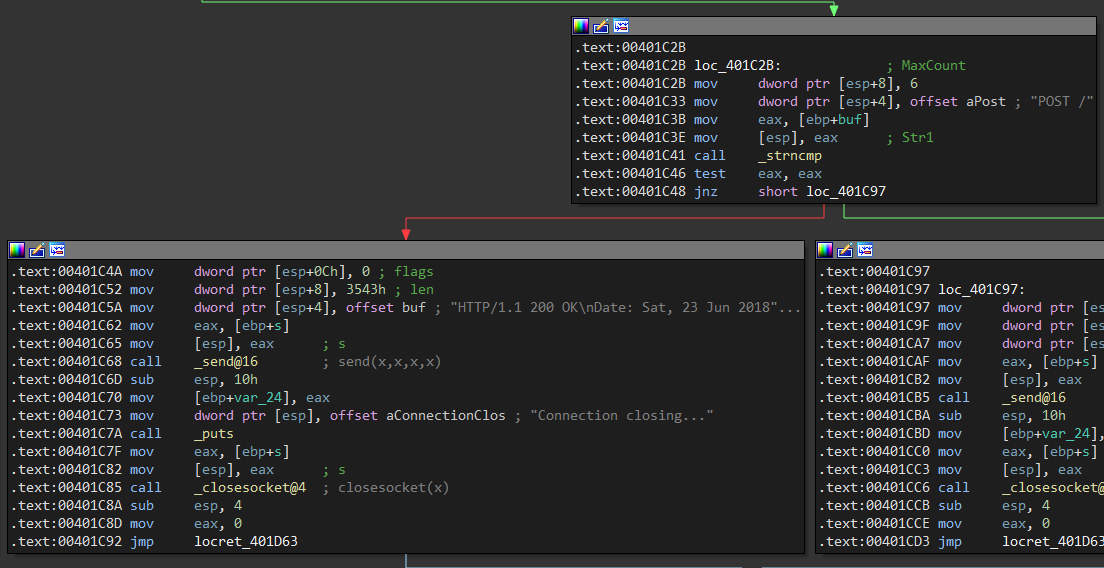 .text:00401C2B
.text:00401C2B loc_401C2B: ; MaxCount
.text:00401C2B mov dword ptr [esp+8], 6
.text:00401C33 mov dword ptr [esp+4], offset aPost ; "POST /"
.text:00401C3B mov eax, [ebp+buf]
.text:00401C3E mov [esp], eax ; Str1
.text:00401C41 call _strncmp
.text:00401C46 test eax, eax
.text:00401C48 jnz short loc_401C97
.text:00401C4A mov dword ptr [esp+0Ch], 0 ; flags
.text:00401C52 mov dword ptr [esp+8], 3543h ; len
.text:00401C5A mov dword ptr [esp+4], offset buf ; "HTTP/1.1 200 OK\nDate: Sat, 23 Jun 2018"...
.text:00401C62 mov eax, [ebp+s]
.text:00401C65 mov [esp], eax ; s
.text:00401C68 call _send@16 ; send(x,x,x,x)
.text:00401C6D sub esp, 10h
.text:00401C70 mov [ebp+var_24], eax
.text:00401C73 mov dword ptr [esp], offset aConnectionClos ; "Connection closing..."
.text:00401C7A call _puts
.text:00401C7F mov eax, [ebp+s]
.text:00401C82 mov [esp], eax ; s
.text:00401C85 call _closesocket@4 ; closesocket(x)
.text:00401C8A sub esp, 4
.text:00401C8D mov eax, 0
.text:00401C92 jmp locret_401D63
.text:00401C97
.text:00401C97 loc_401C97:
.text:00401C97 mov dword ptr [es
.text:00401C9F mov dword ptr [es
.text:00401CA7 mov dword ptr [es
.text:00401CAF mov eax, [ebp+s]
.text:00401CB2 mov [esp], eax
.text:00401CB5 call _send@16
.text:00401CBA sub esp, 10h
.text:00401CBD mov [ebp+var_24],
.text:00401CC0 mov eax, [ebp+s]
.text:00401CC3 mov [esp], eax
.text:00401CC6 call _closesocket@
.text:00401CCB sub esp, 4
.text:00401CCE mov eax, 0
.text:00401CD3 jmp locret_401D63